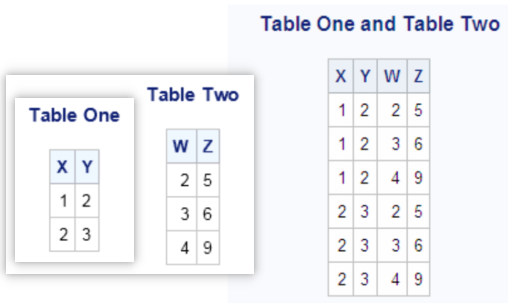 Table One
X Y
1 2
2 3
Table Two
W Z
2 5
3 6
4 9
Table One and Table Two
X Y W Z
1 2 2 5
1 2 3 6
1 2 4 9
2 3 2 5
2 3 3 6
2 3 4 9